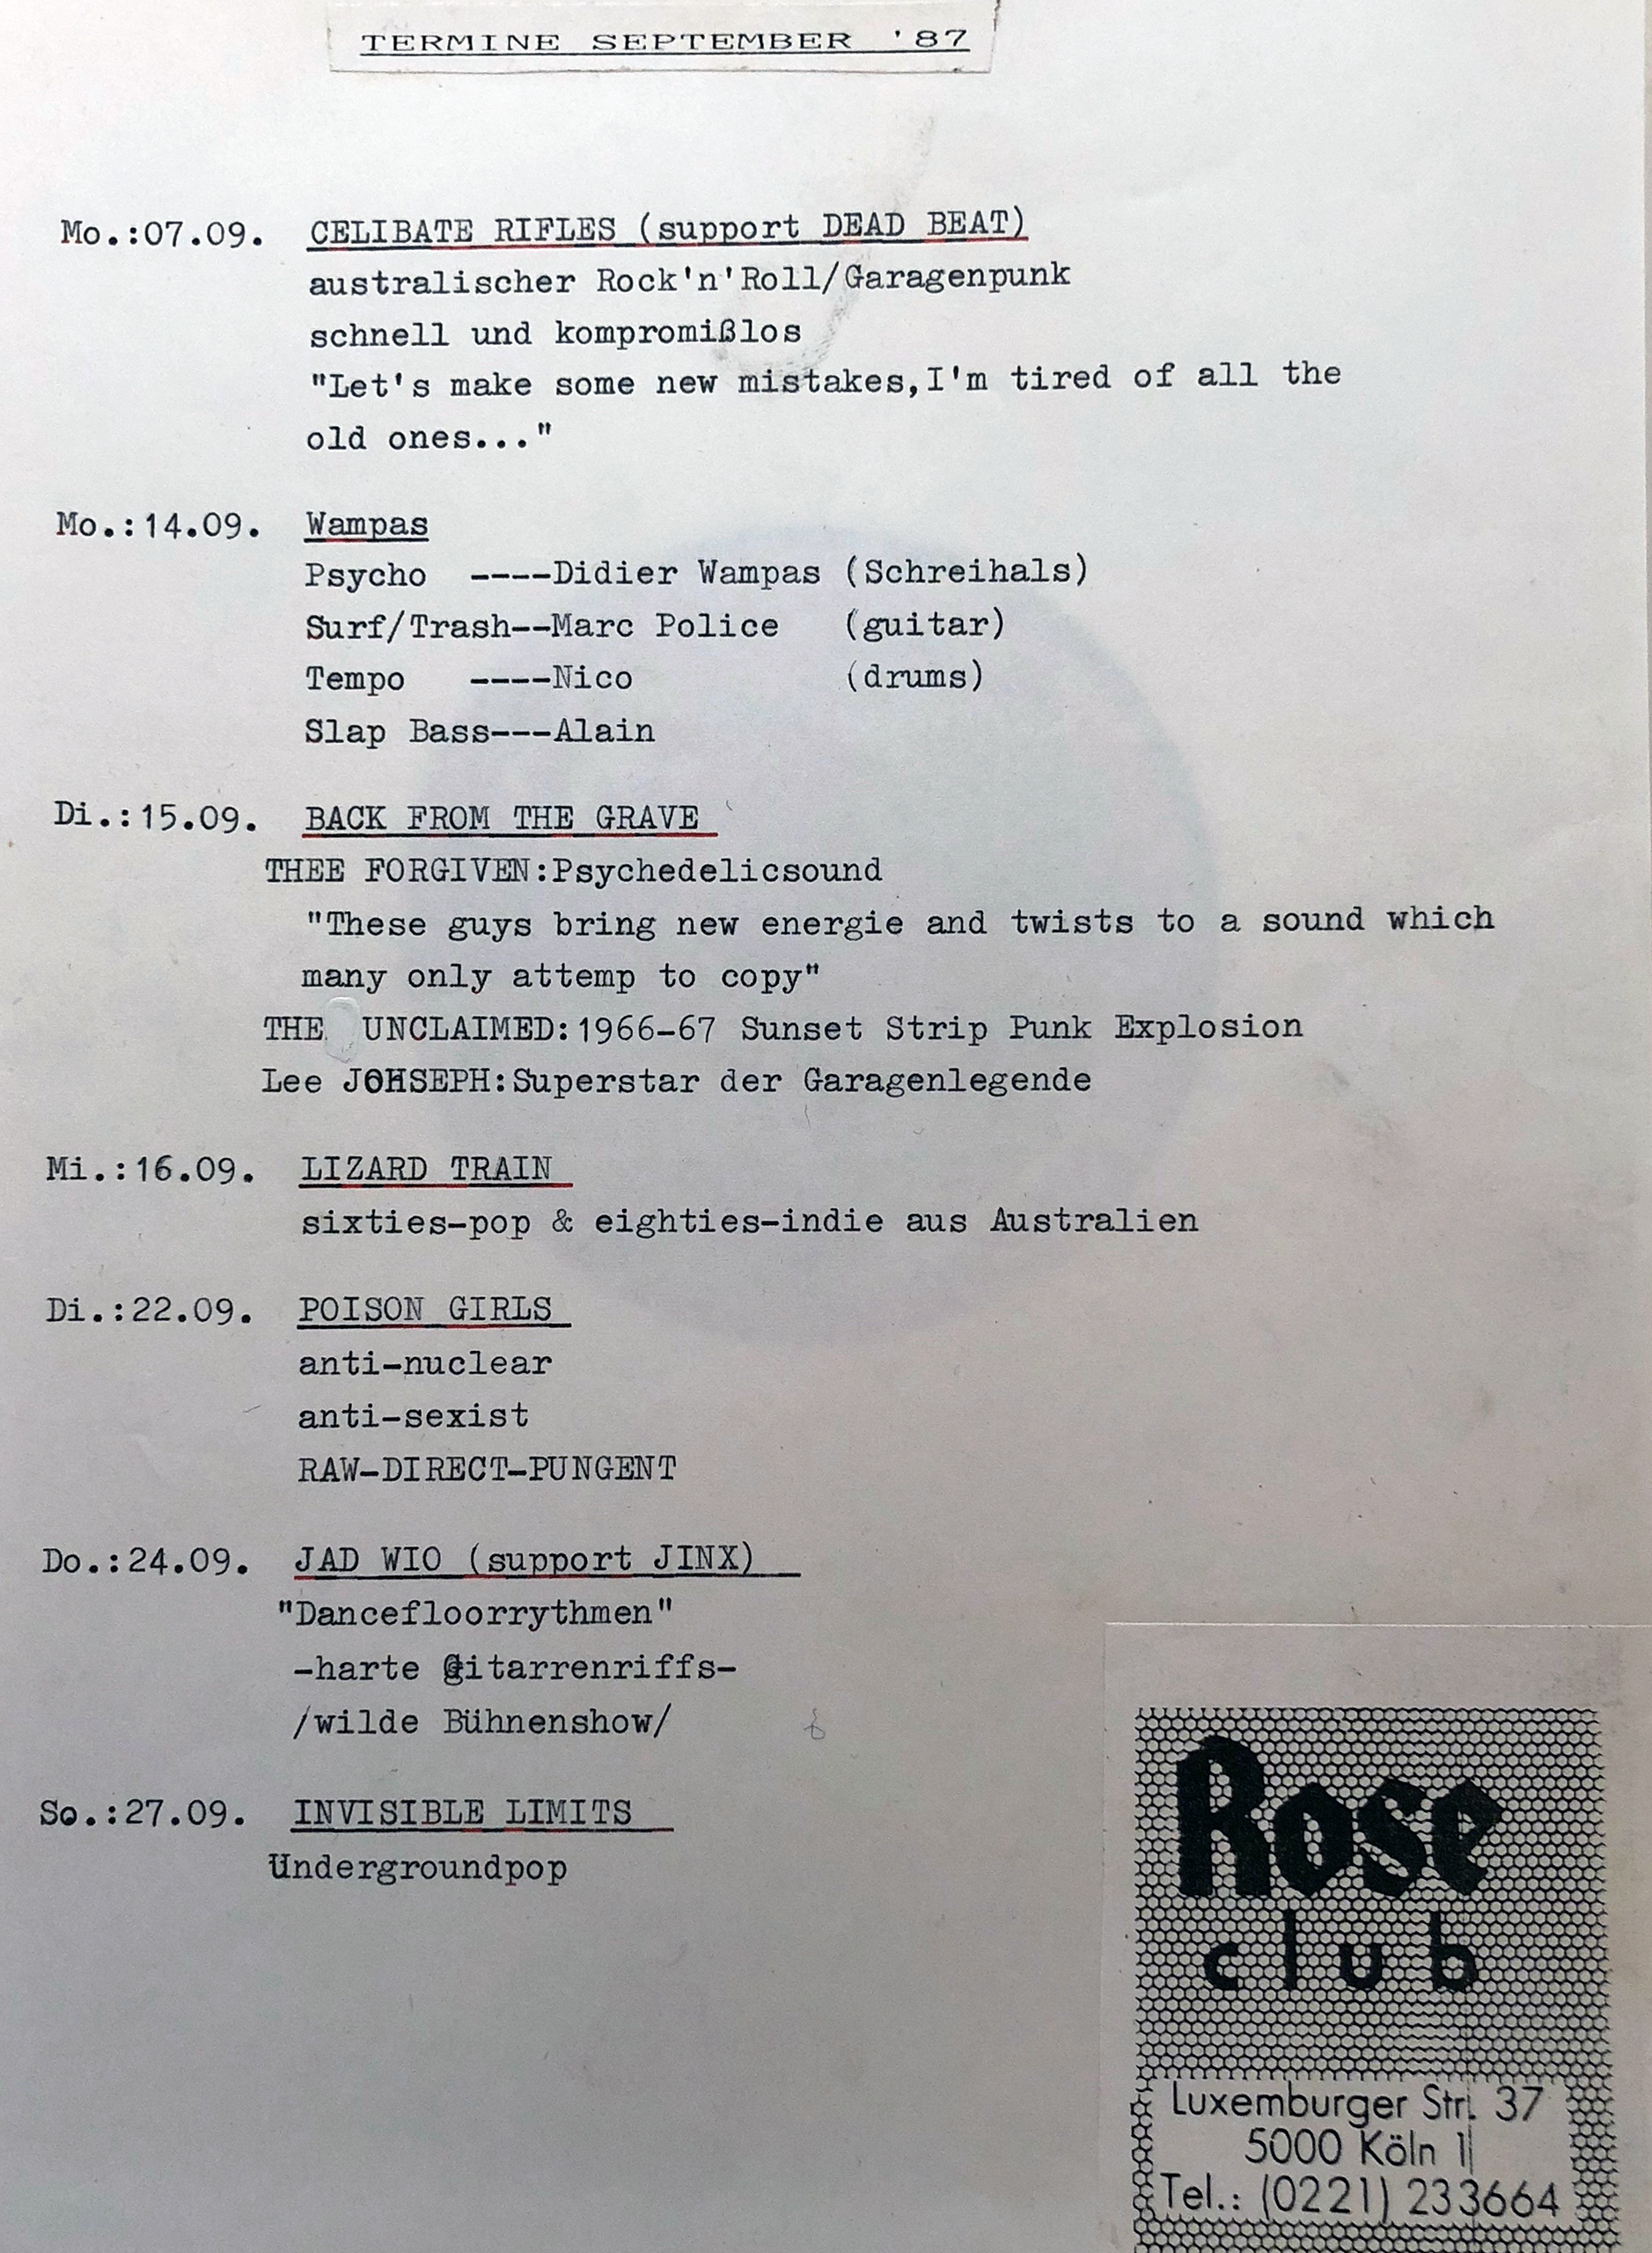 TERMINE SEPTEMBER '87
Mo.:07.09. CELIBATE RIFLES (support DEAD BEAT)
australischer Rock'n'Roll/Garagenpunk
schnell und kompromißlos
"Let's make some new mistakes,I'm tired of all the
old ones..."
Mo.:14.09. Wampas
Psycho ----Didier Wampas (Schreihals)
Surf/Trash--Marc Police (guitar)
Tempo ----Nico (drums)
Slap Bass---Alain
Di.:15.09. BACK FROM THE GRAVE
THEE FORGIVEN:Psychedelicsound
"These guys bring new energie and twists to a sound which
many only attemp to copy"
THE UNCLAIMED:1966-67 Sunset Strip Punk Explosion
Lee JOHSEPH:Superstar der Garagenlegende
Mi.:16.09. LIZARD TRAIN
sixties-pop & eighties-indie aus Australien
Di.:22.09. POISON GIRLS
anti-nuclear
anti-sexist
RAW-DIRECT-PUNGENT
Do.:24.09. JAD WIO (support JINX)
"Dancefloorrythmen"
-harte Gitarrenriffs-
/wilde Bühnenshow/
So.:27.09. INVISIBLE LIMITS
Undergroundpop
Rose
club
Luxemburger Str. 37
5000 Köln 1
Tel.: (0221) 233664